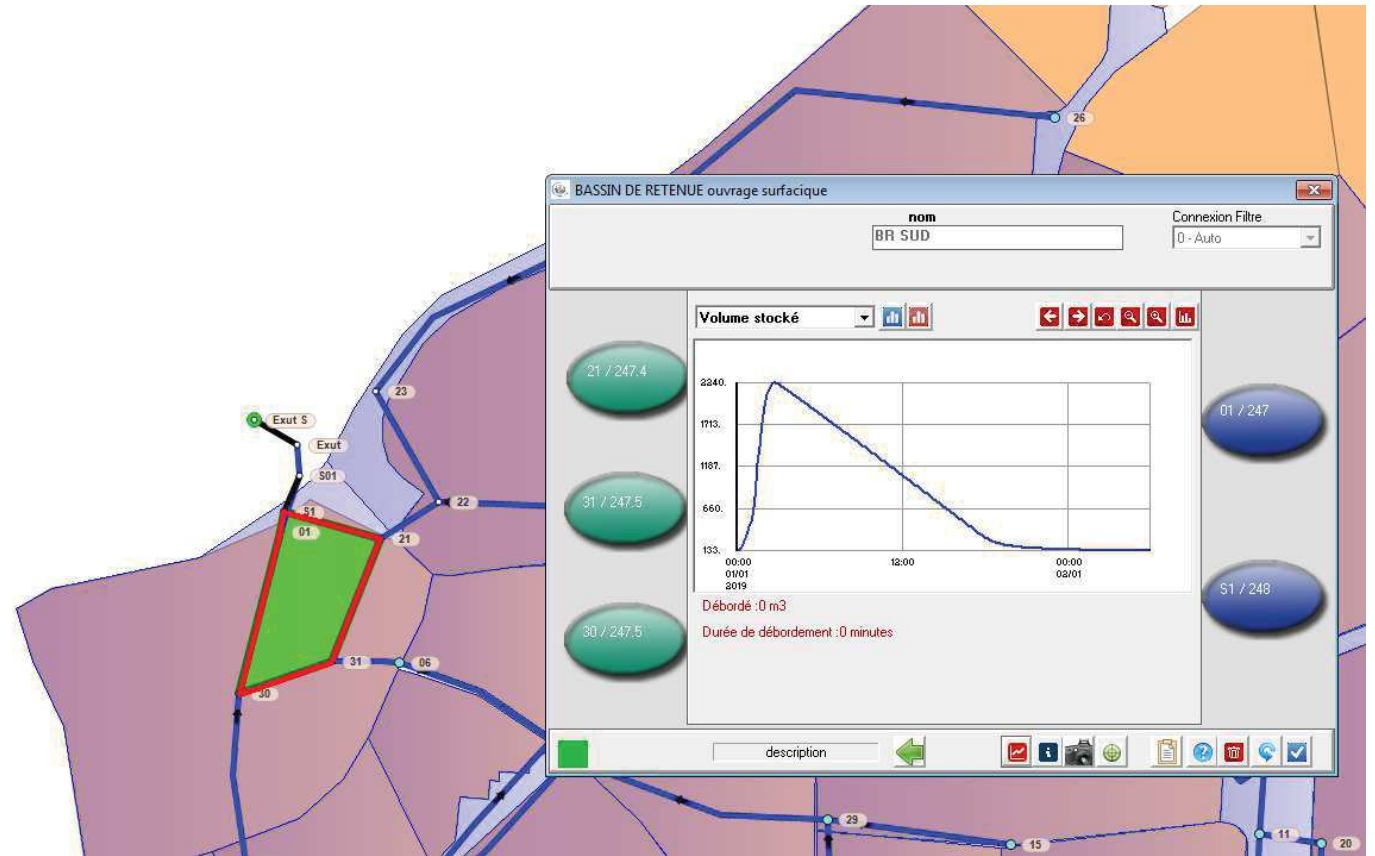 26
BASSIN DE RETENUE ouvrage surfacique
nom
Connexion Filtre
BR SUD
0 - Auto
Volume stocké
21 / 247.4
31 / 247.5
30 / 247.5
01 / 247
S1 / 248
2240.
1713.
1187.
660.
133.
00:00
01/01
2019
12:00
00:00
02/01
Débordé :0 m3
Durée de débordement :0 minutes
description
23
Exut S
Exut
S01
22
S1
01
21
31
06
30
29
15
11
20